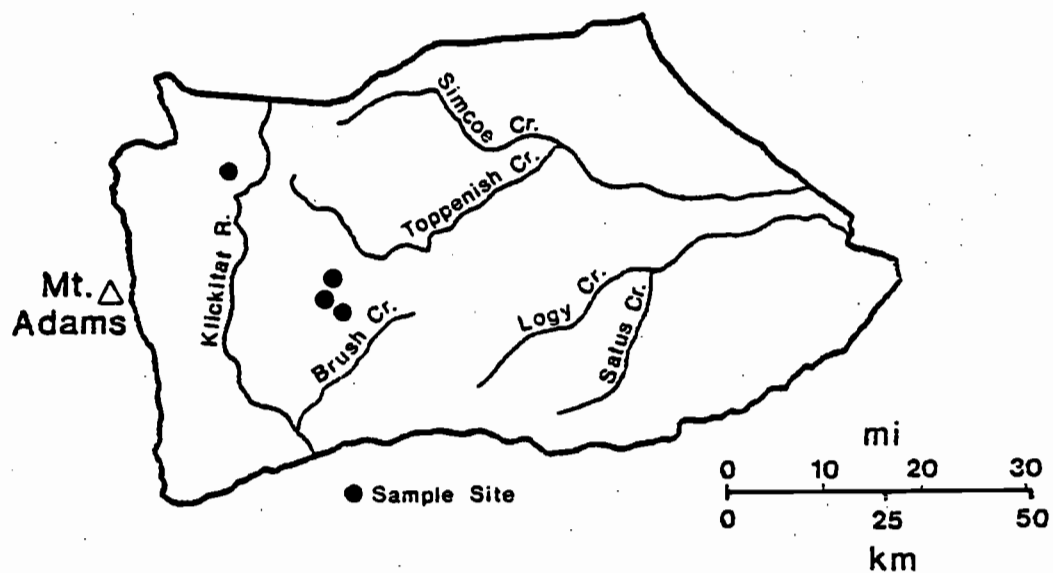 Simcoe Cr.
Toppenish Cr.
Klickitat R.
Mt.
Adams
Brush Cr.
Logy Cr.
Satus Cr.
Sample Site
mi
0 10 20 30
0 25 50
km